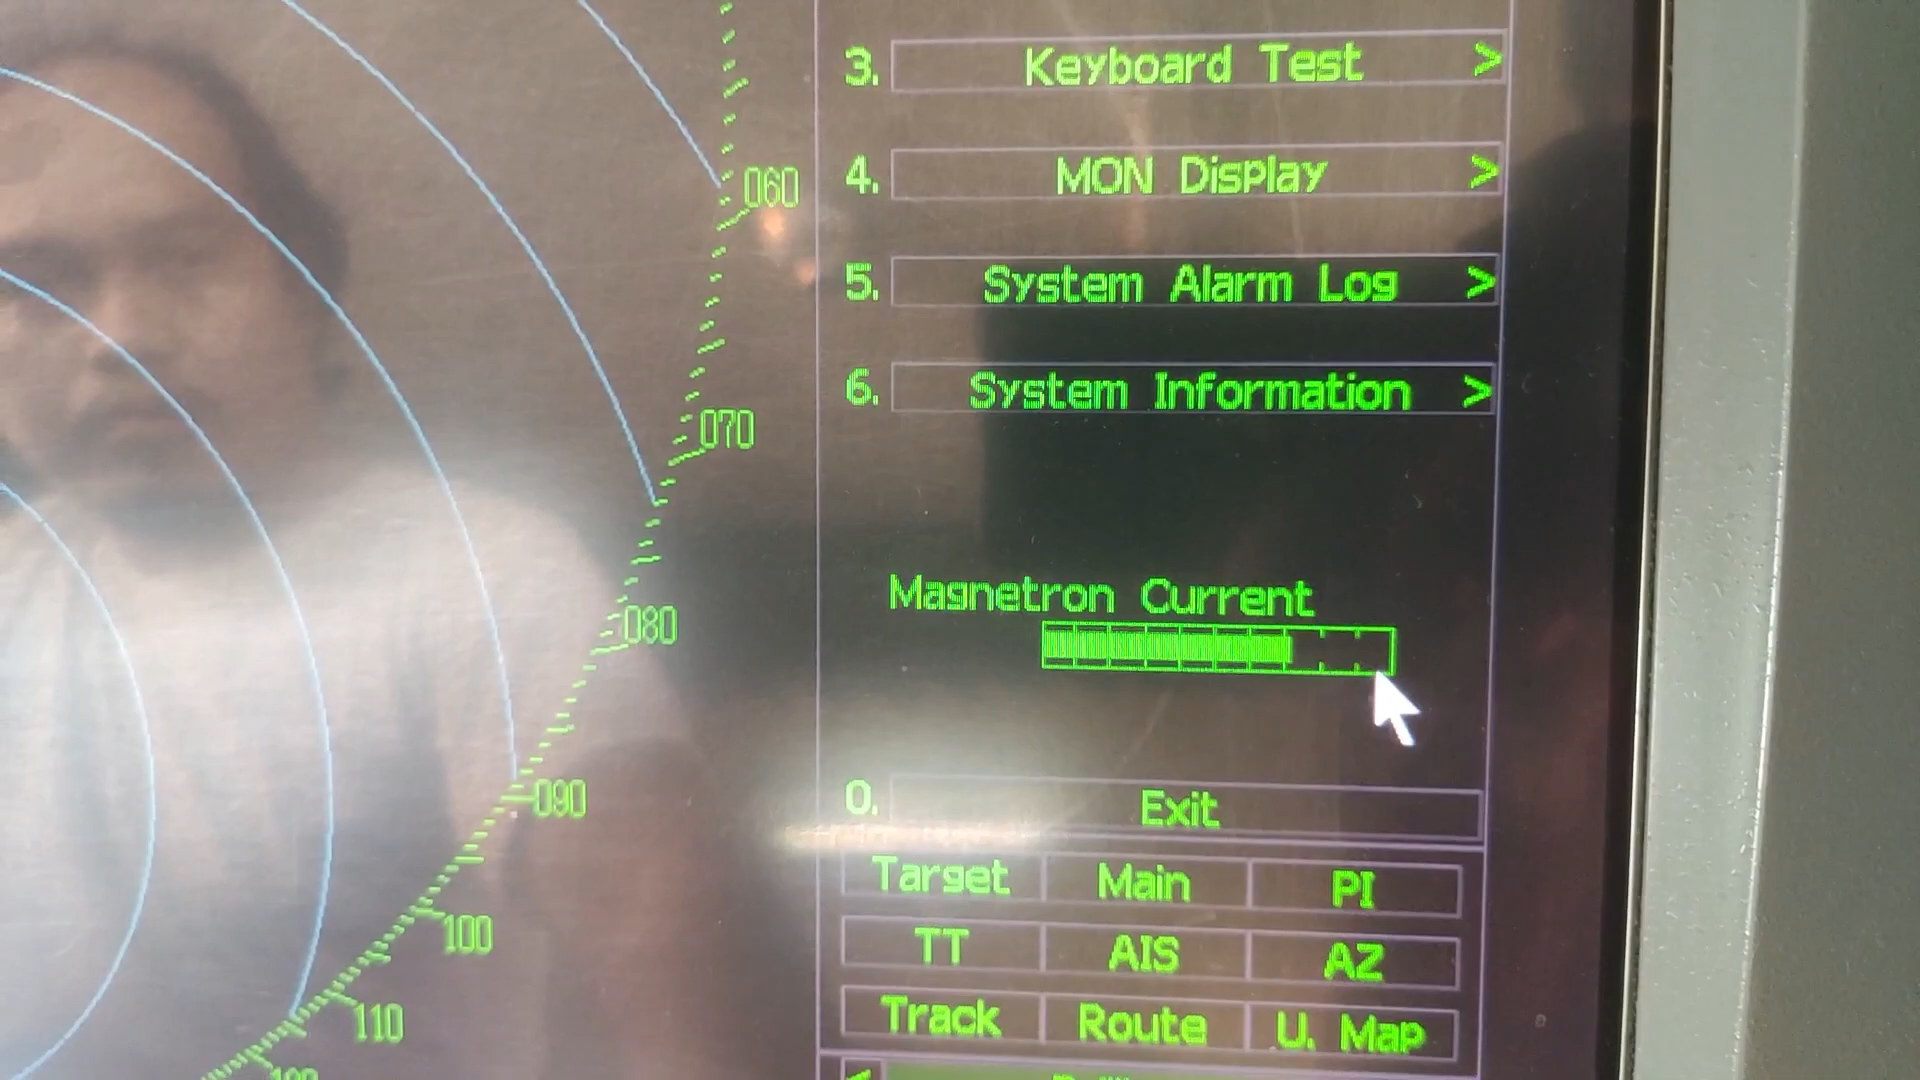 3. Keyboard Test >
060
4. MON Display >
5. System Alarm Log >
6. System Information >
070
Magnetron Current
080
0. Exit
090
Target Main PI
100
TT AIS AZ
110
Track Route U. Map